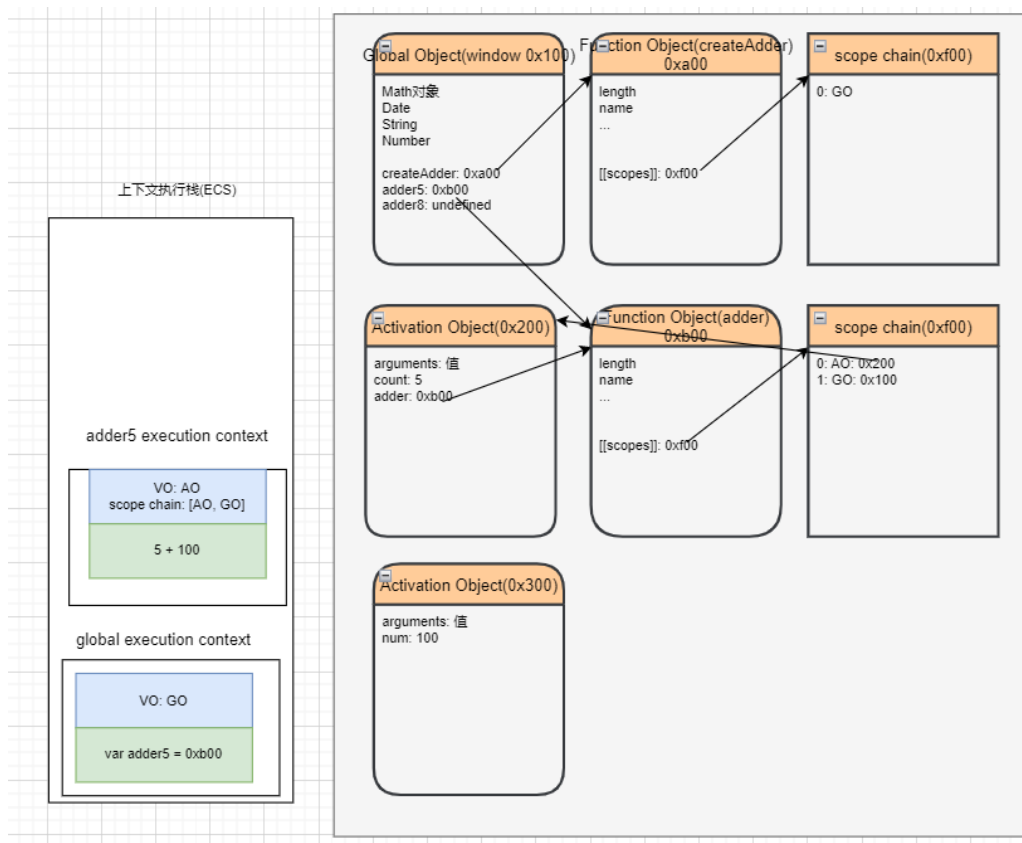 上下文执行栈(ECS)
adder5 execution context
VO: AO
scope chain: [AO, GO]
5 + 100
global execution context
VO: GO
var adder5 = 0xb00
Global Object(window 0x100)
Math对象
Date
String
Number
createAdder: 0xa00
adder5: 0xb00
adder8: undefined
Function Object(createAdder)
0xa00
length
name
...
[[scopes]]: 0xf00
scope chain(0xf00)
0: GO
Activation Object(0x200)
arguments: 值
count: 5
adder: 0xb00
Function Object(adder)
0xb00
length
name
...
[[scopes]]: 0xf00
scope chain(0xf00)
0: AO: 0x200
1: GO: 0x100
Activation Object(0x300)
arguments: 值
num: 100